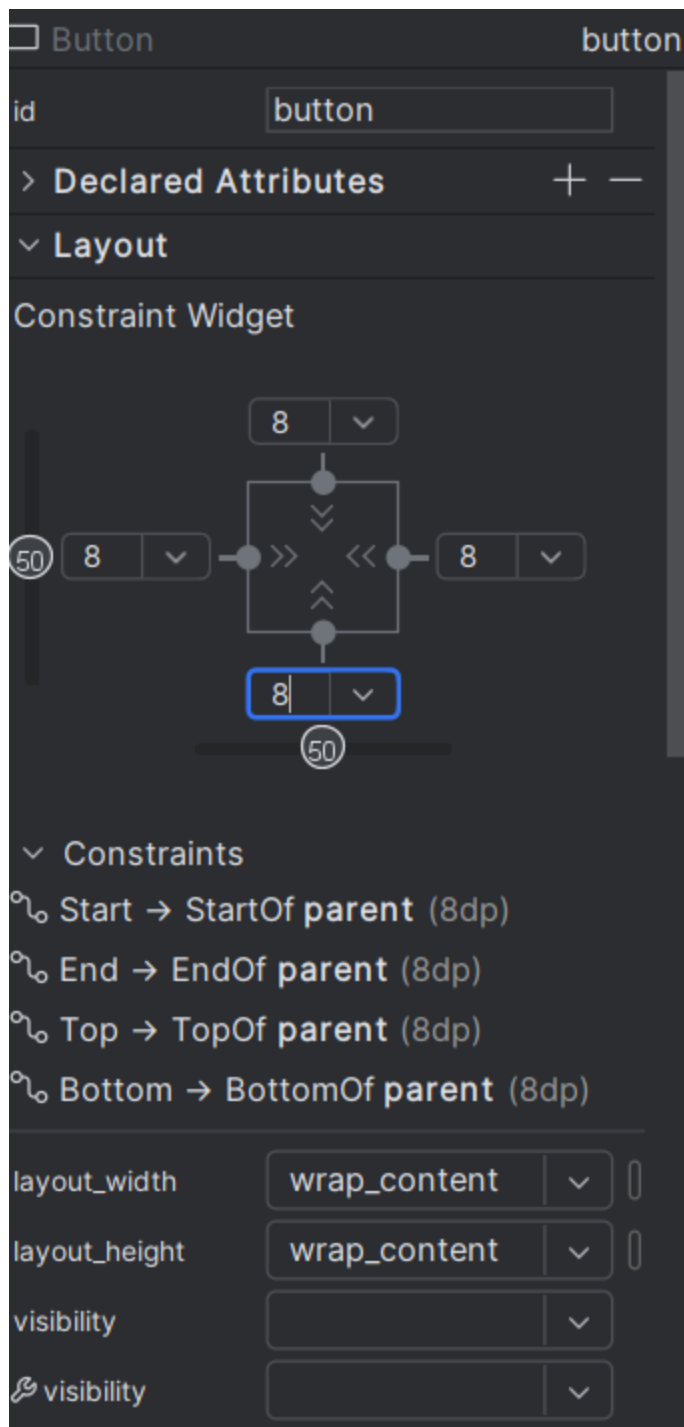 Button button
id button
Declared Attributes
Layout
Constraint Widget
8
50 8 8
8
50
Constraints
Start → StartOf parent (8dp)
End → EndOf parent (8dp)
Top → TopOf parent (8dp)
Bottom → BottomOf parent (8dp)
layout_width wrap_content
layout_height wrap_content
visibility
visibility